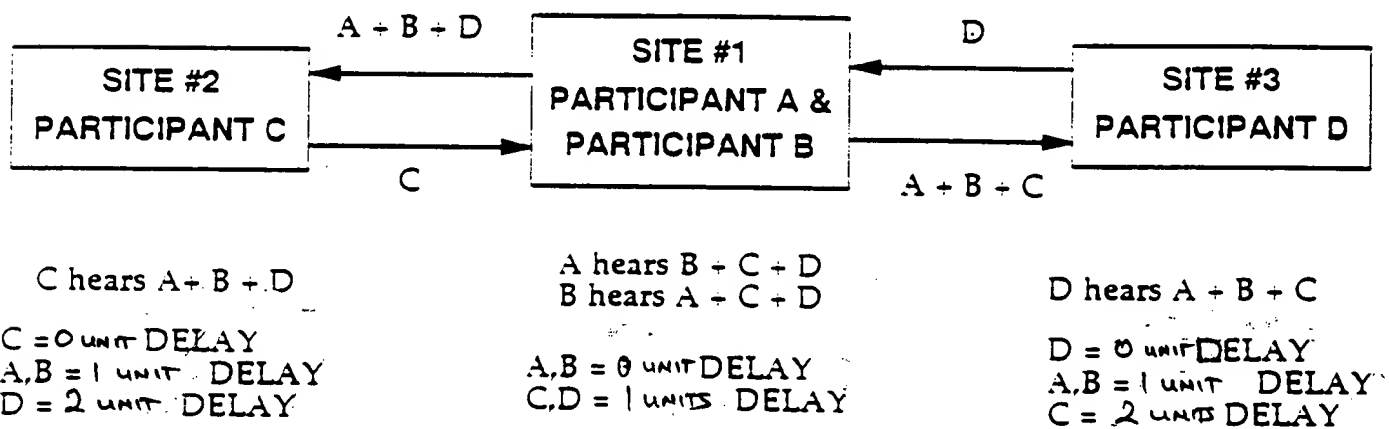 A + B + D
SITE #2
PARTICIPANT C
C
SITE #1
PARTICIPANT A &
PARTICIPANT B
D
A + B + C
SITE #3
PARTICIPANT D
C hears A + B + D
C = 0 UNIT DELAY
A,B = 1 UNIT DELAY
D = 2 UNIT DELAY
A hears B + C + D
B hears A + C + D
A,B = 0 UNIT DELAY
C,D = 1 UNITS DELAY
D hears A + B + C
D = 0 UNIT DELAY
A,B = 1 UNIT DELAY
C = 2 UNITS DELAY